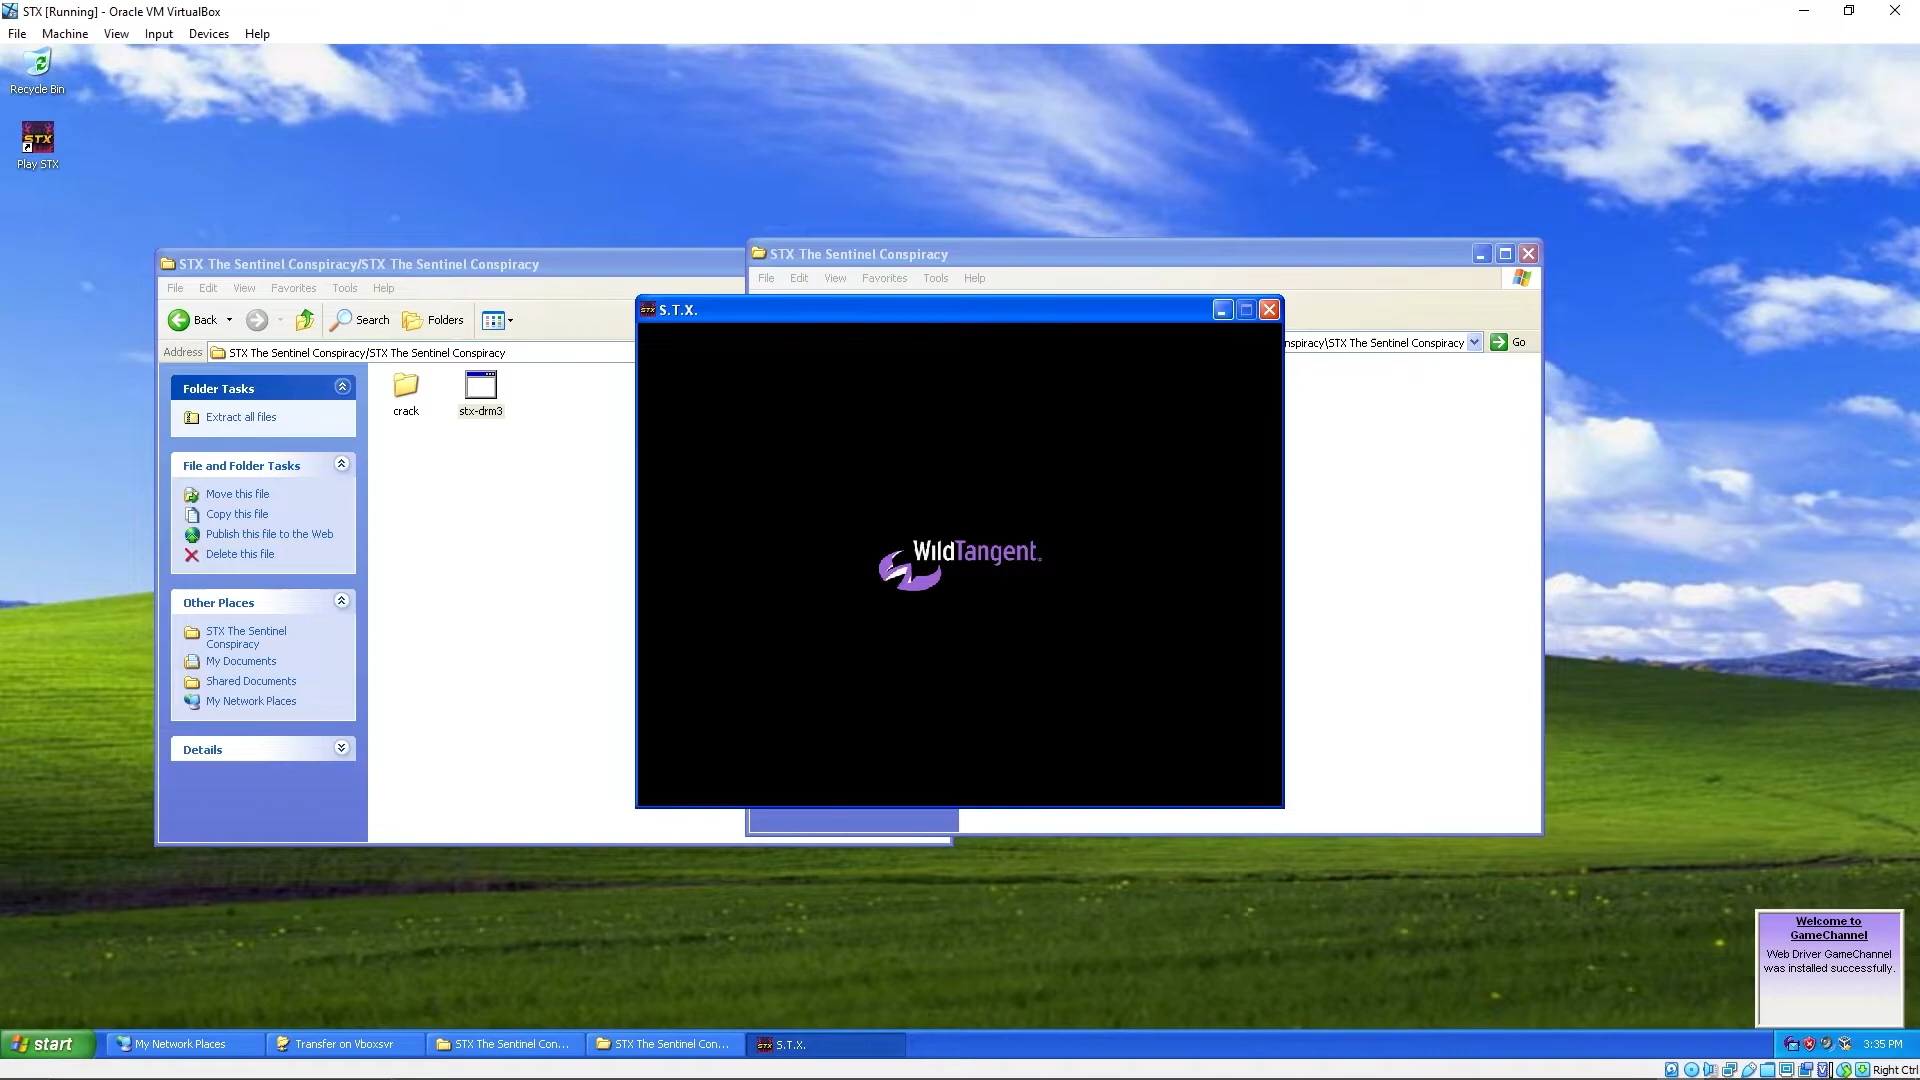 STX [Running] - Oracle VM VirtualBox
File Machine View Input Devices Help
Recycle Bin
STX
Play STX
STX The Sentinel Conspiracy/STX The Sentinel Conspiracy
File Edit View Favorites Tools Help
Back Search Folders
Address STX The Sentinel Conspiracy/STX The Sentinel Conspiracy
Folder Tasks
Extract all files
File and Folder Tasks
Move this file
Copy this file
Publish this file to the Web
Delete this file
Other Places
STX The Sentinel
Conspiracy
My Documents
Shared Documents
My Network Places
Details
crack
stx-drm3
STX The Sentinel Conspiracy
File Edit View Favorites Tools Help
nspiracy\STX The Sentinel Conspiracy Go
STX S.T.X.
WildTangent
Welcome to
GameChannel
Web Driver GameChannel
was installed successfully.
start My Network Places Transfer on Vboxsvr STX The Sentinel Con... STX The Sentinel Con... STX S.T.X. 3:35 PM
Right Ctrl